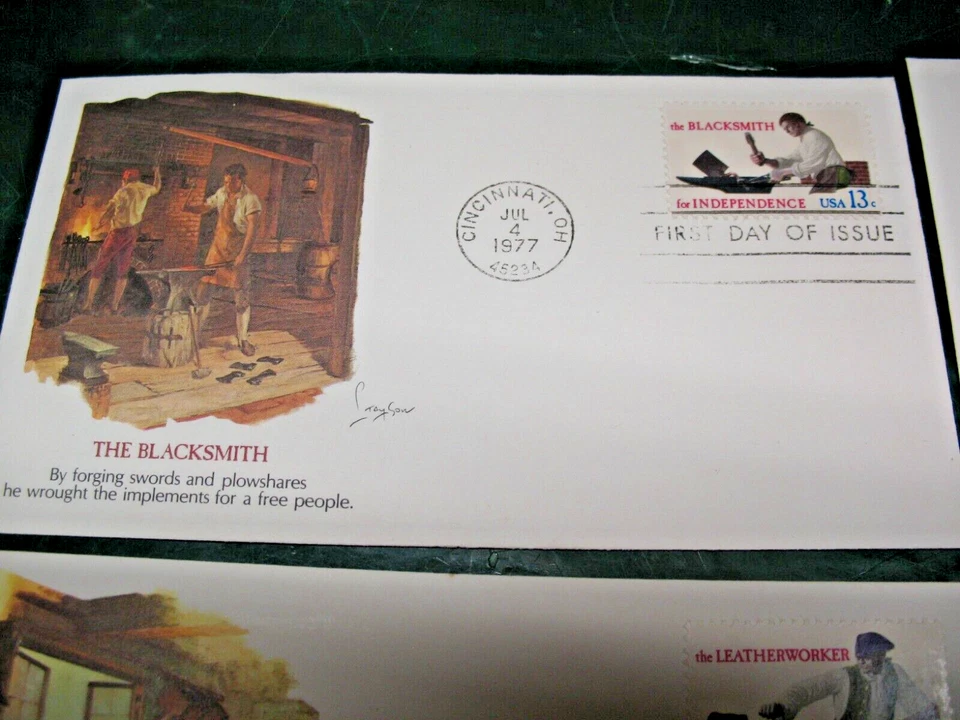 the BLACKSMITH
for INDEPENDENCE USA 13c
CINCINNATI, OH
JUL
4
1977
45234
FIRST DAY OF ISSUE
THE BLACKSMITH
By forging swords and plowshares
he wrought the implements for a free people.
the LEATHERWORKER